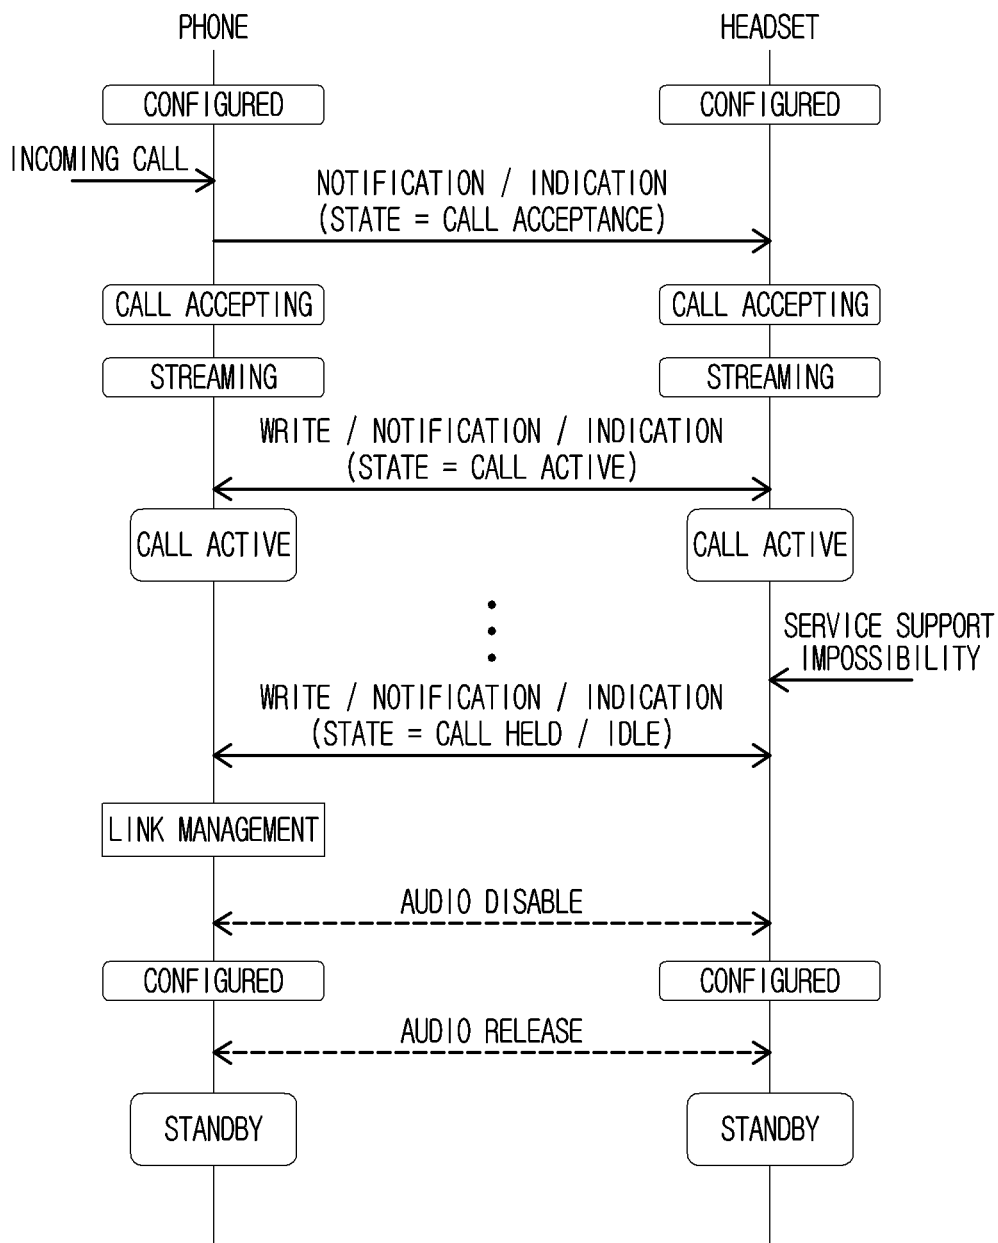 PHONE HEADSET
CONFIGURED CONFIGURED
INCOMING CALL
NOTIFICATION / INDICATION
(STATE = CALL ACCEPTANCE)
CALL ACCEPTING CALL ACCEPTING
STREAMING STREAMING
WRITE / NOTIFICATION / INDICATION
(STATE = CALL ACTIVE)
CALL ACTIVE CALL ACTIVE
SERVICE SUPPORT
IMPOSSIBILITY
WRITE / NOTIFICATION / INDICATION
(STATE = CALL HELD / IDLE)
LINK MANAGEMENT
AUDIO DISABLE
CONFIGURED CONFIGURED
AUDIO RELEASE
STANDBY STANDBY